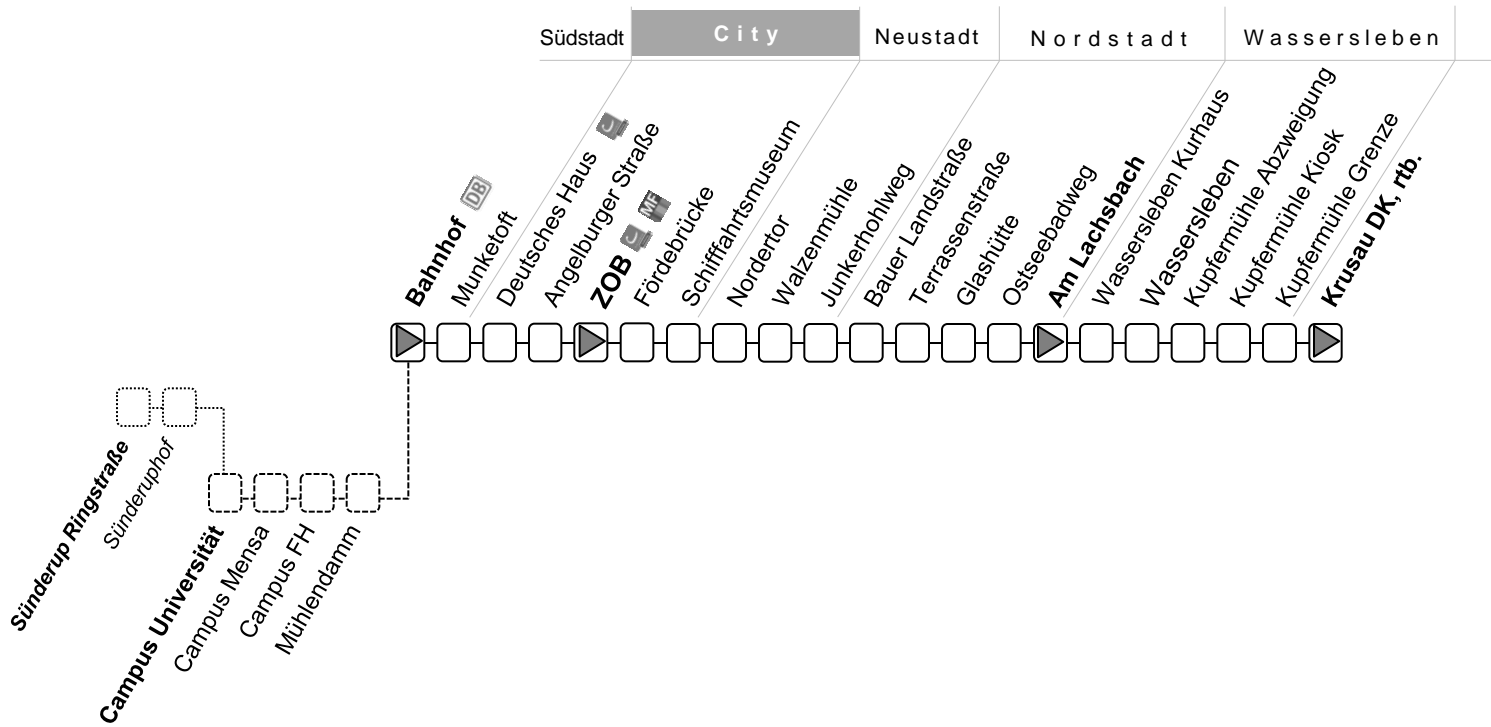 Südstadt
City
Neustadt
Nordstadt
Wassersleben
Bahnhof DB
Munketoft
Deutsches Haus
Angelburger Straße
ZOB MF
Fördebrücke
Schifffahrtsmuseum
Nordertor
Walzenmühle
Junkerhohlweg
Bauer Landstraße
Terrassenstraße
Glashütte
Ostseebadweg
Am Lachsbach
Wassersleben Kurhaus
Wassersleben
Kupfermühle Abzweigung
Kupfermühle Kiosk
Kupfermühle Grenze
Krusau DK, rtb.
Sünderup Ringstraße
Sünderuphof
Campus Universität
Campus Mensa
Campus FH
Mühlendamm